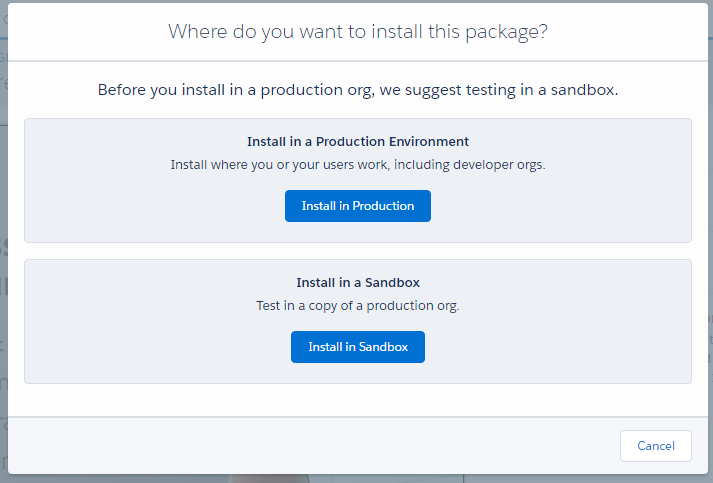 Where do you want to install this package?
Before you install in a production org, we suggest testing in a sandbox.
Install in a Production Environment
Install where you or your users work, including developer orgs.
Install in Production
Install in a Sandbox
Test in a copy of a production org.
Install in Sandbox
Cancel